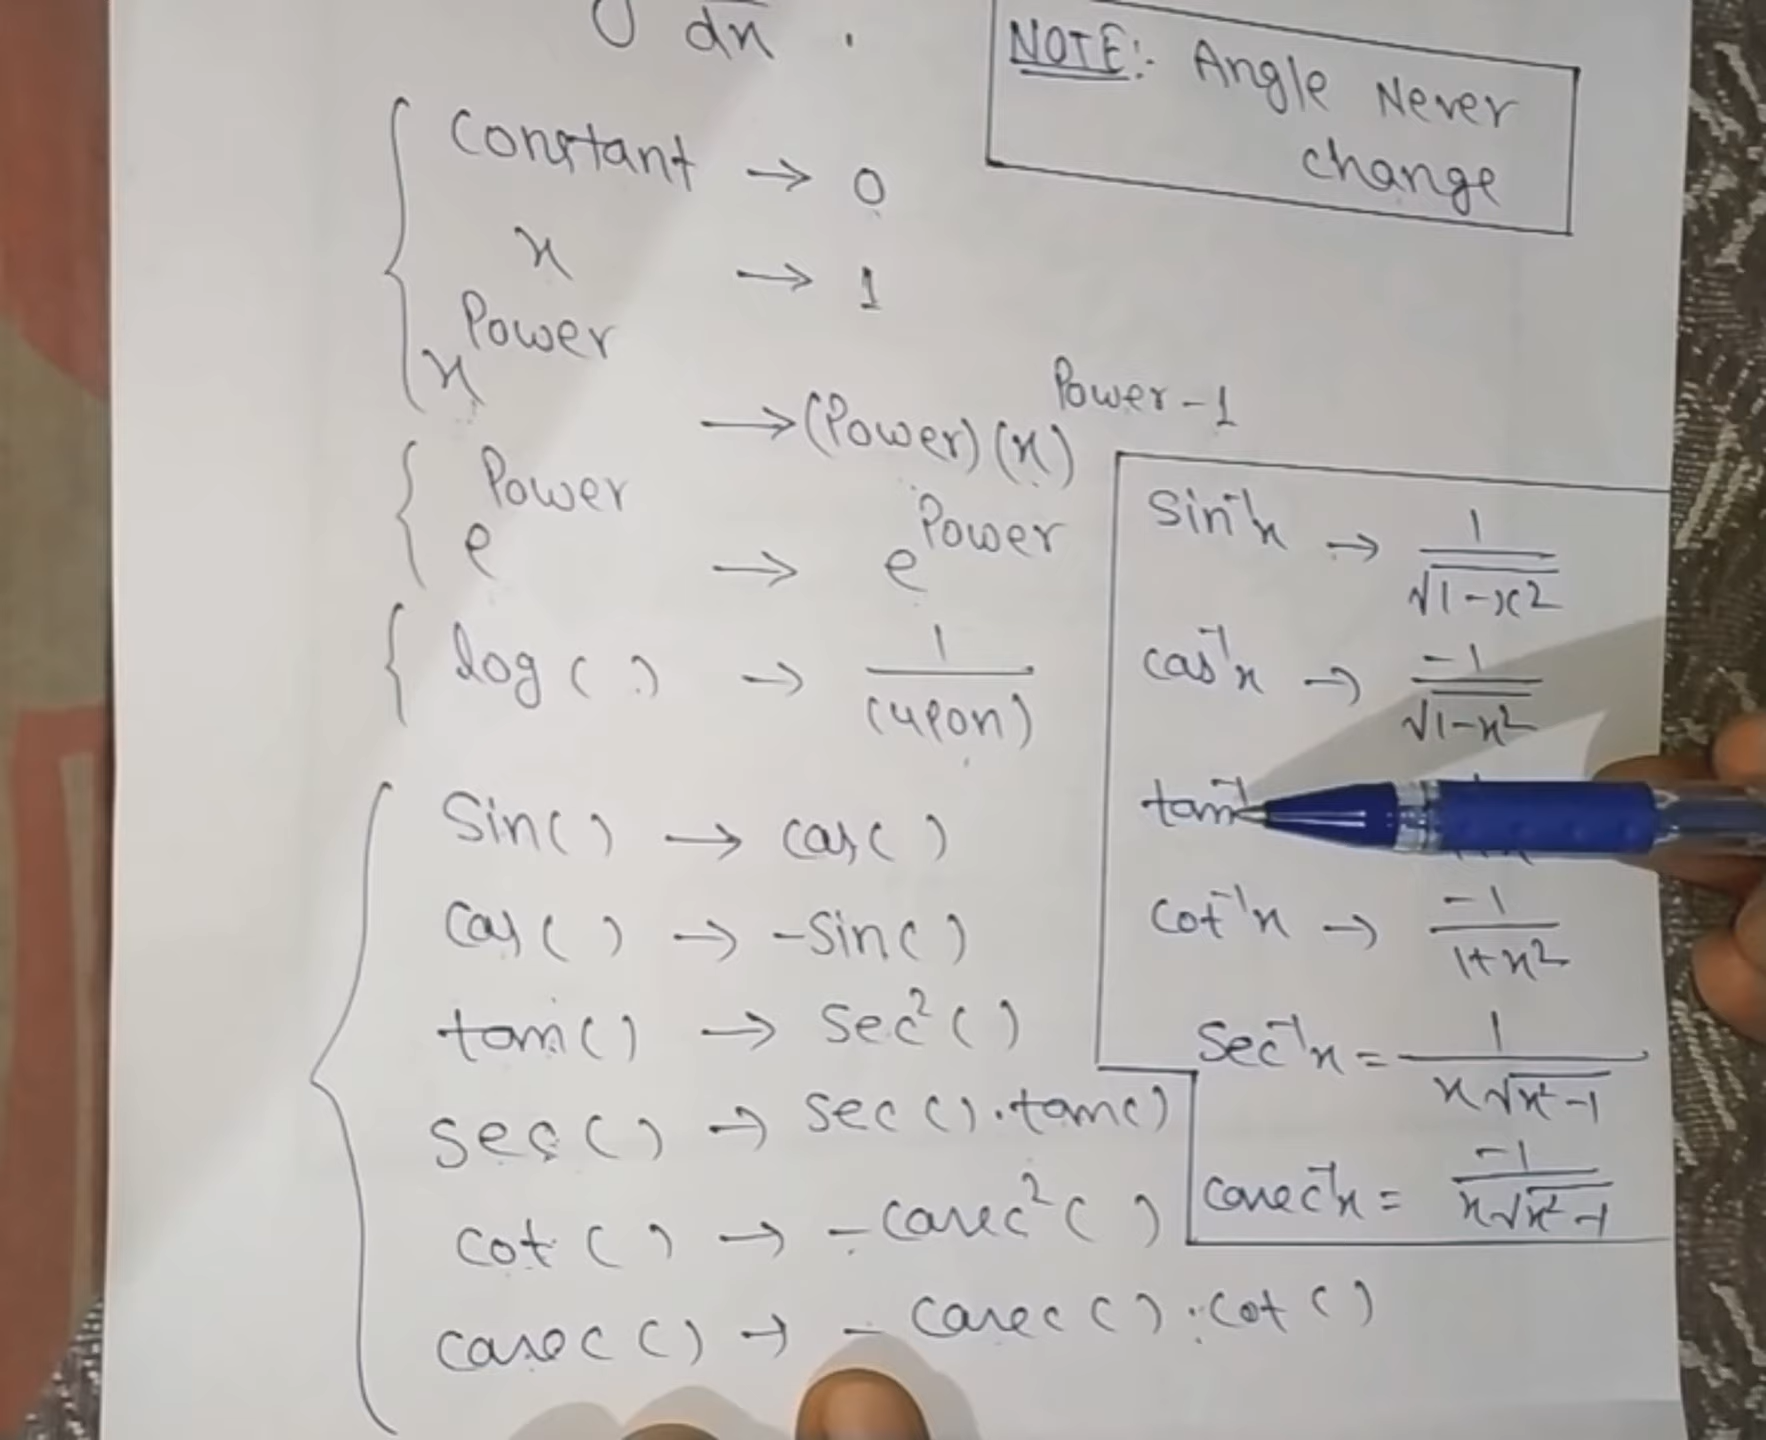 dx
NOTE:- Angle Never
change
Constant → 0
x → 1
x^Power → (Power)(x)^Power-1
e^Power → e^Power
log ( ) → 1/(upon)
Sin( ) → cos( )
Cos( ) → -Sin( )
tan( ) → Sec²( )
Sec( ) → Sec( ).tan( )
Cot( ) → -Cosec²( )
Cosec( ) → - Cosec( ).Cot( )
Sin⁻¹x → 1/√1-x²
cos⁻¹x → -1/√1-x²
tan⁻¹
Cot⁻¹x → -1/1+x²
Sec⁻¹x = 1/x√x²-1
Cosec⁻¹x = -1/x√x²-1